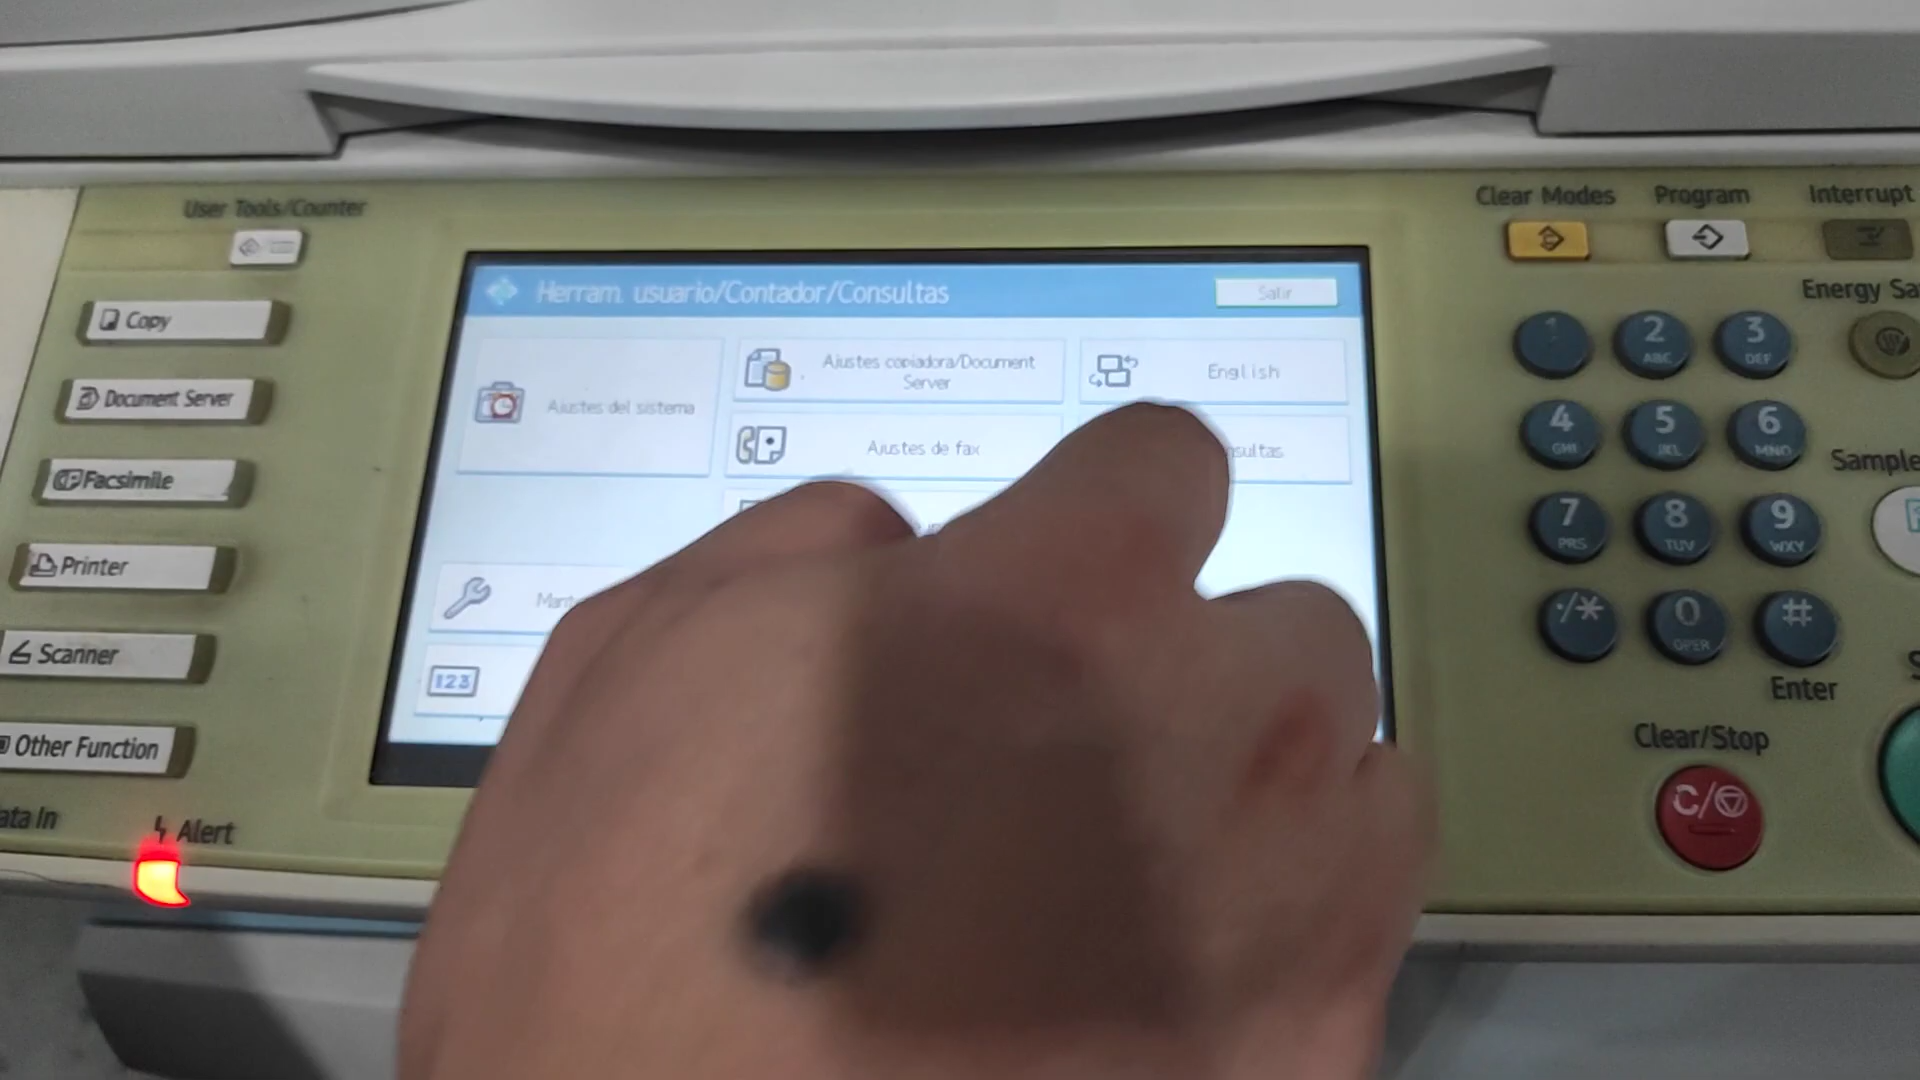 User Tools/Counter
Clear Modes
Program
Interrupt
Herram. usuario/Contador/Consultas
Salir
Copy
Document Server
Facsimile
Printer
Scanner
Other Function
Alert
Ajustes del sistema
Ajustes copiadora/Document
Server
English
Ajustes de fax
123
1
2
ABC
3
DEF
4
GHI
5
JKL
6
MNO
7
PRS
8
TUV
9
WXY
./*
0
OPER
#
Enter
Energy
Sample
Clear/Stop
C/